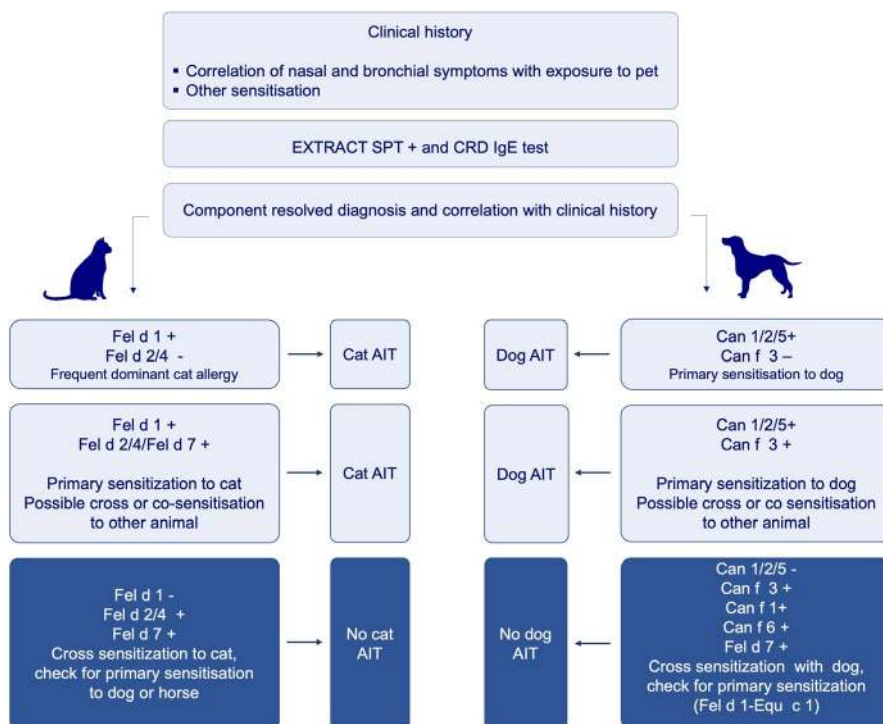 Clinical history
▪ Correlation of nasal and bronchial symptoms with exposure to pet
▪ Other sensitisation
EXTRACT SPT + and CRD IgE test
Component resolved diagnosis and correlation with clinical history
Fel d 1 +
Fel d 2/4 -
Frequent dominant cat allergy
Cat AIT
Dog AIT
Can 1/2/5+
Can f 3 –
Primary sensitisation to dog
Fel d 1 +
Fel d 2/4/Fel d 7 +
Primary sensitization to cat
Possible cross or co-sensitisation
to other animal
Cat AIT
Dog AIT
Can 1/2/5+
Can f 3 +
Primary sensitization to dog
Possible cross or co sensitisation
to other animal
Fel d 1 -
Fel d 2/4 +
Fel d 7 +
Cross sensitization to cat,
check for primary sensitisation
to dog or horse
No cat
AIT
No dog
AIT
Can 1/2/5 -
Can f 3 +
Can f 1+
Can f 6 +
Fel d 7 +
Cross sensitization with dog,
check for primary sensitization
(Fel d 1-Equ c 1)